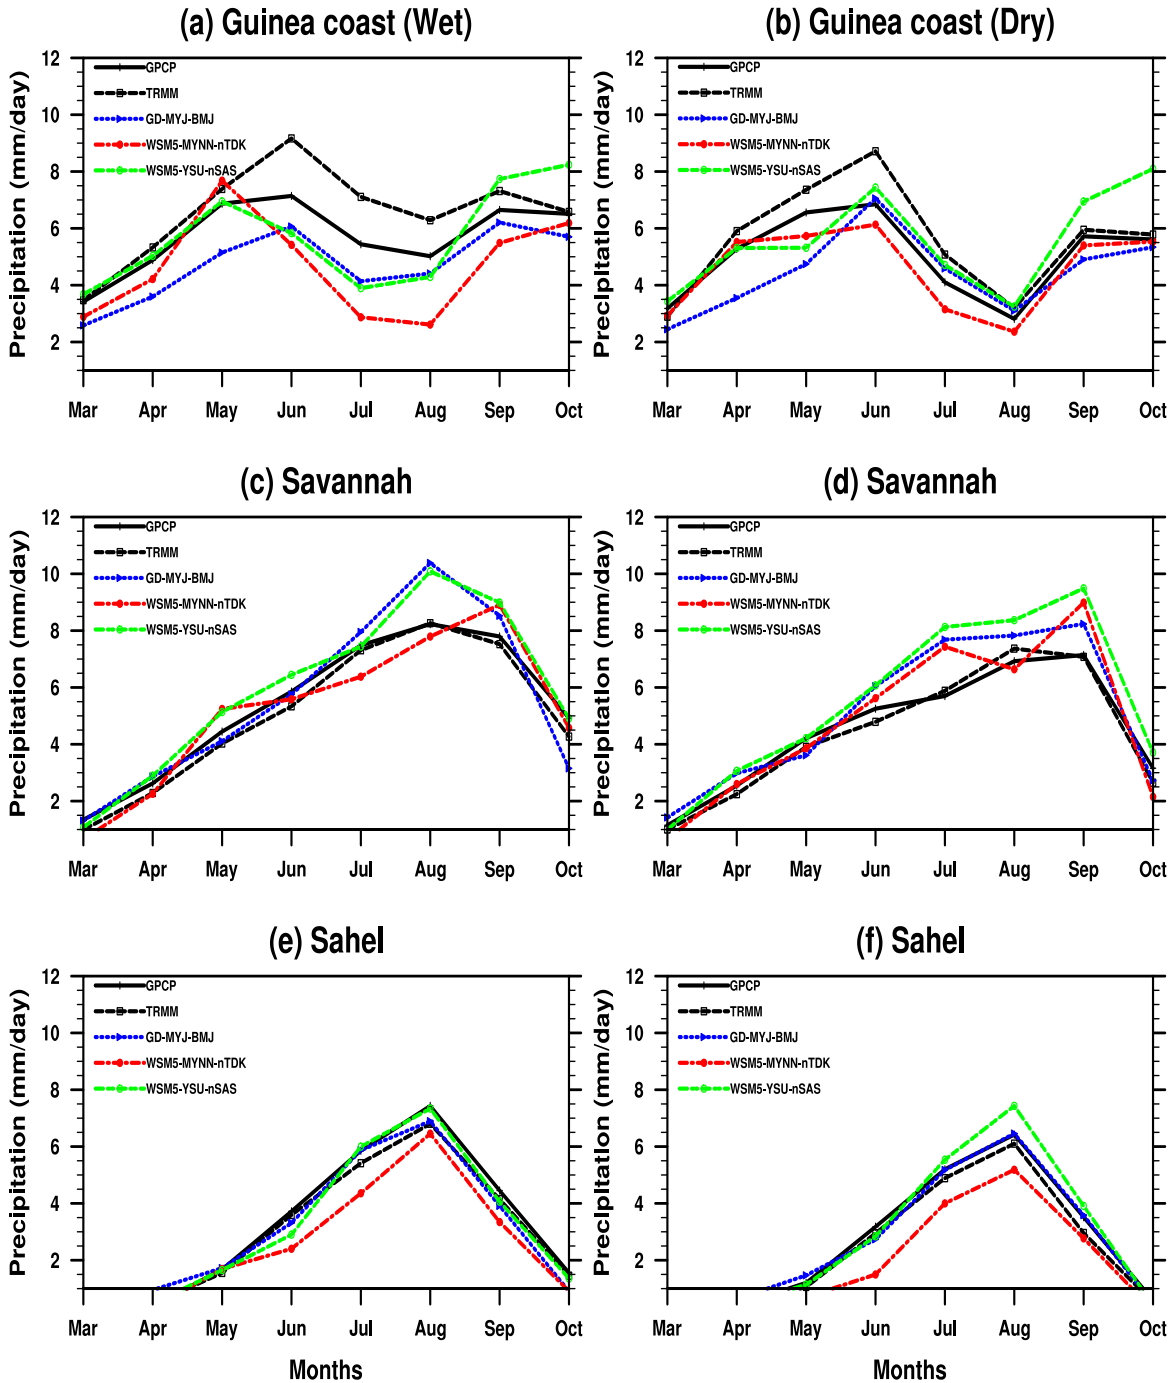 (a) Guinea coast (Wet)
Precipitation (mm/day)
12
10
8
6
4
2
GPCP
TRMM
GD-MYJ-BMJ
WSM5-MYNN-nTDK
WSM5-YSU-nSAS
Mar Apr May Jun Jul Aug Sep Oct
(b) Guinea coast (Dry)
Precipitation (mm/day)
12
10
8
6
4
2
GPCP
TRMM
GD-MYJ-BMJ
WSM5-MYNN-nTDK
WSM5-YSU-nSAS
Mar Apr May Jun Jul Aug Sep Oct
(c) Savannah
Precipitation (mm/day)
12
10
8
6
4
2
GPCP
TRMM
GD-MYJ-BMJ
WSM5-MYNN-nTDK
WSM5-YSU-nSAS
Mar Apr May Jun Jul Aug Sep Oct
(d) Savannah
Precipitation (mm/day)
12
10
8
6
4
2
GPCP
TRMM
GD-MYJ-BMJ
WSM5-MYNN-nTDK
WSM5-YSU-nSAS
Mar Apr May Jun Jul Aug Sep Oct
(e) Sahel
Precipitation (mm/day)
12
10
8
6
4
2
GPCP
TRMM
GD-MYJ-BMJ
WSM5-MYNN-nTDK
WSM5-YSU-nSAS
Mar Apr May Jun Jul Aug Sep Oct
Months
(f) Sahel
Precipitation (mm/day)
12
10
8
6
4
2
GPCP
TRMM
GD-MYJ-BMJ
WSM5-MYNN-nTDK
WSM5-YSU-nSAS
Mar Apr May Jun Jul Aug Sep Oct
Months